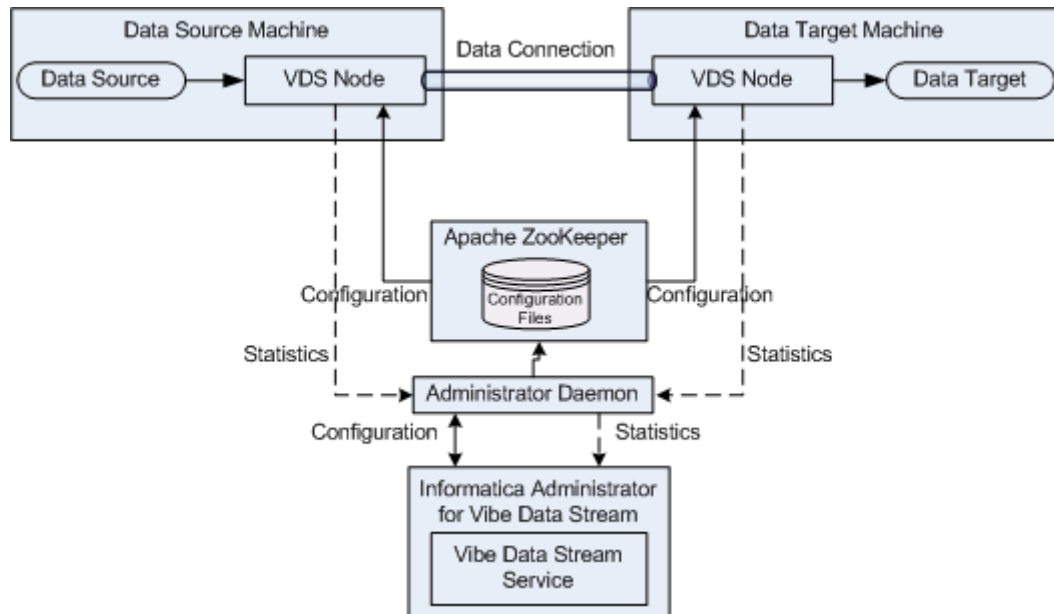 Data Source Machine
Data Target Machine
Data Connection
Data Source
VDS Node
VDS Node
Data Target
Apache ZooKeeper
Configuration
Files
Configuration
Configuration
Statistics
Statistics
Administrator Daemon
Configuration
Statistics
Informatica Administrator
for Vibe Data Stream
Vibe Data Stream
Service